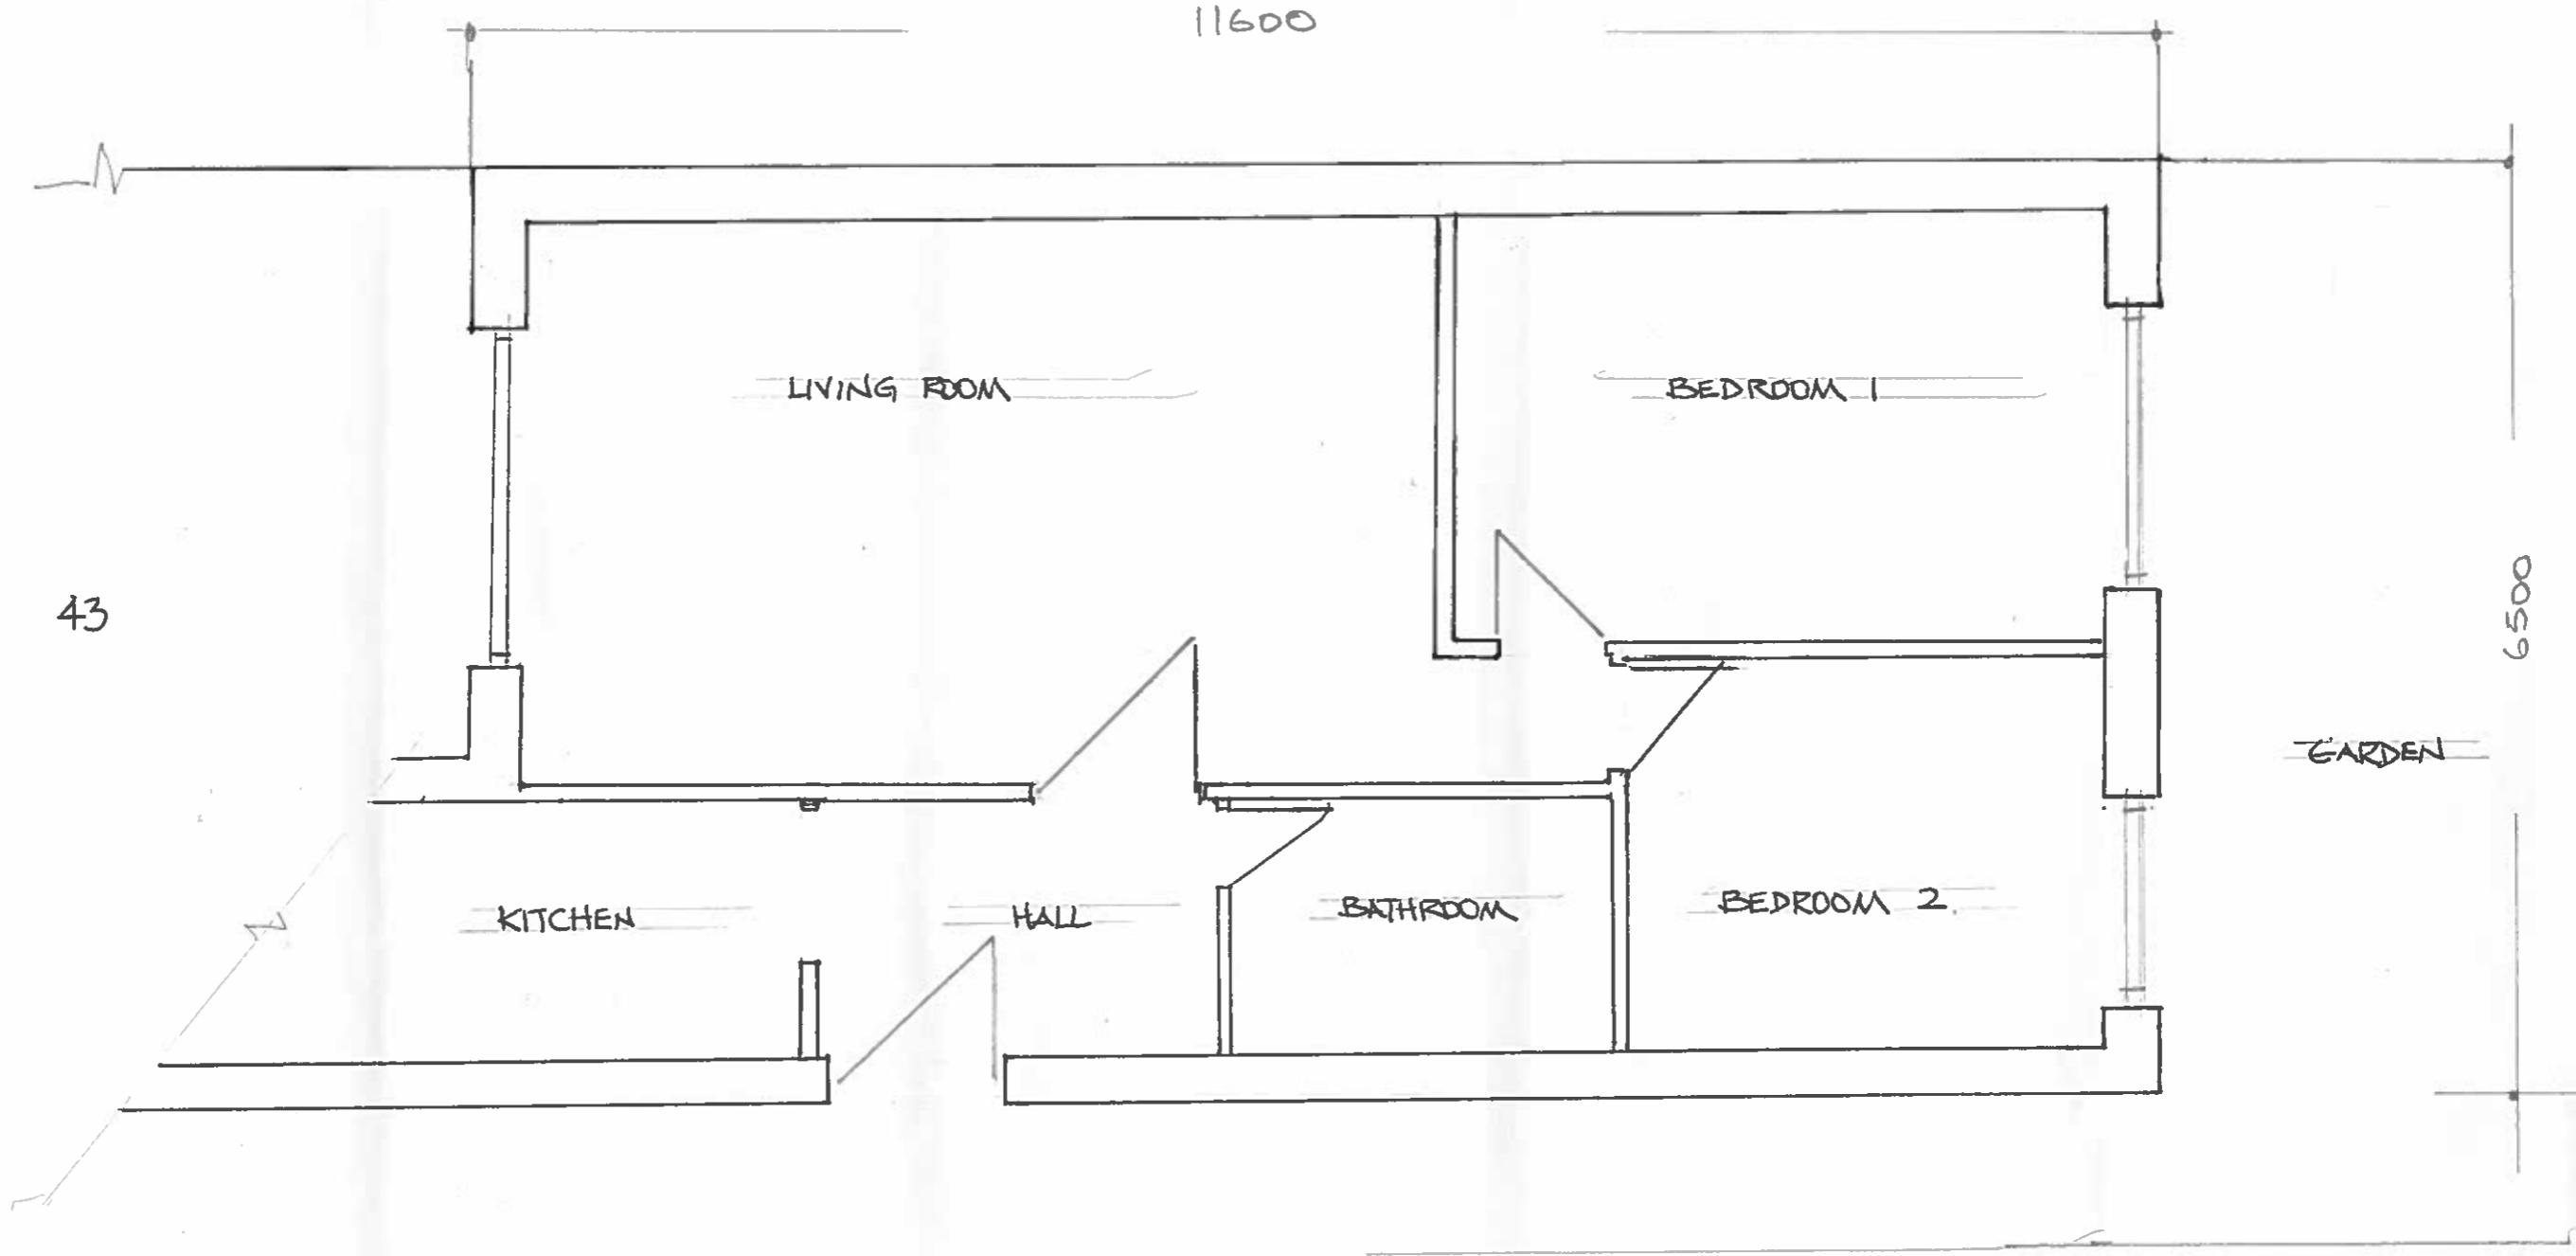 11600
LIVING ROOM
BEDROOM 1
43
6500
GARDEN
KITCHEN
HALL
BATHROOM
BEDROOM 2